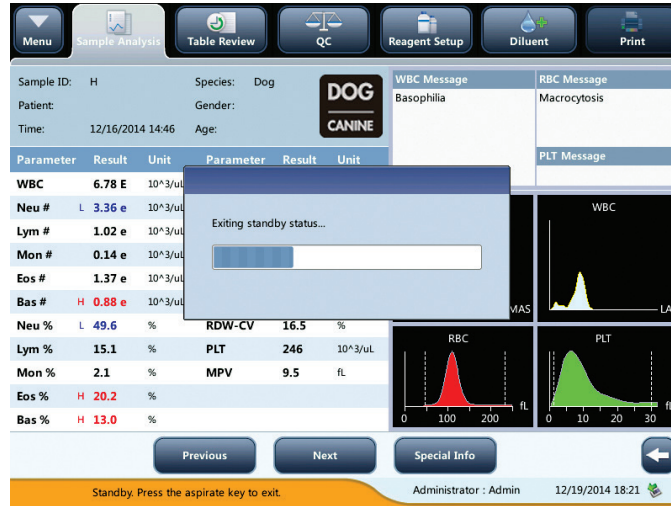 Menu
Sample Analysis
Table Review
QC
Reagent Setup
Diluent
Print
Sample ID: H Species: Dog
Patient: Gender:
Time: 12/16/2014 14:46 Age:
DOG
CANINE
WBC Message
Basophilia
RBC Message
Macrocytosis
PLT Message
Parameter Result Unit Parameter Result Unit
WBC 6.78 E 10^3/uL
Neu # L 3.36 e 10^3/uL
Lym # 1.02 e 10^3/uL
Mon # 0.14 e 10^3/uL
Eos # 1.37 e 10^3/uL
Bas # H 0.88 e 10^3/uL
Neu % L 49.6 % RDW-CV 16.5 %
Lym % 15.1 % PLT 246 10^3/uL
Mon % 2.1 % MPV 9.5 fL
Eos % H 20.2 %
Bas % H 13.0 %
Exiting standby status...
MAS
WBC
LA
RBC
fL
0 100 200
PLT
fl
0 10 20 30
Previous
Next
Special Info
Standby. Press the aspirate key to exit.
Administrator : Admin
12/19/2014 18:21